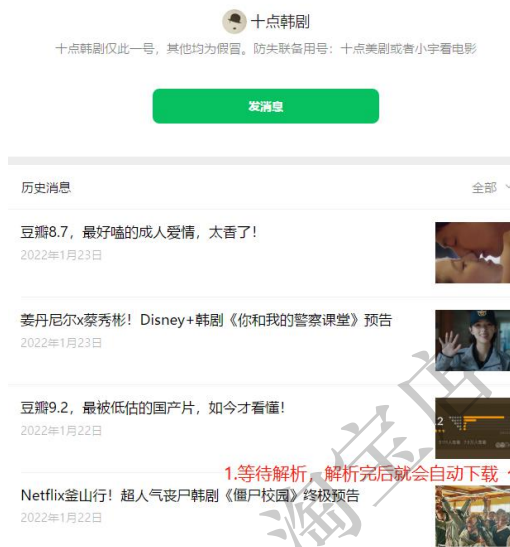 十点韩剧
十点韩剧仅此一号，其他均为假冒。防失联备用号：十点美剧或者小宇看电影
发消息
历史消息
全部
豆瓣8.7，最好嗑的成人爱情，太香了！
2022年1月23日
姜丹尼尔x蔡秀彬！Disney+韩剧《你和我的警察课堂》预告
2022年1月23日
豆瓣9.2，最被低估的国产片，如今才看懂！
2022年1月22日
1.等待解析，解析完后就会自动下载
Netflix釜山行！超人气丧尸韩剧《僵尸校园》终极预告
2022年1月22日
淘宝店